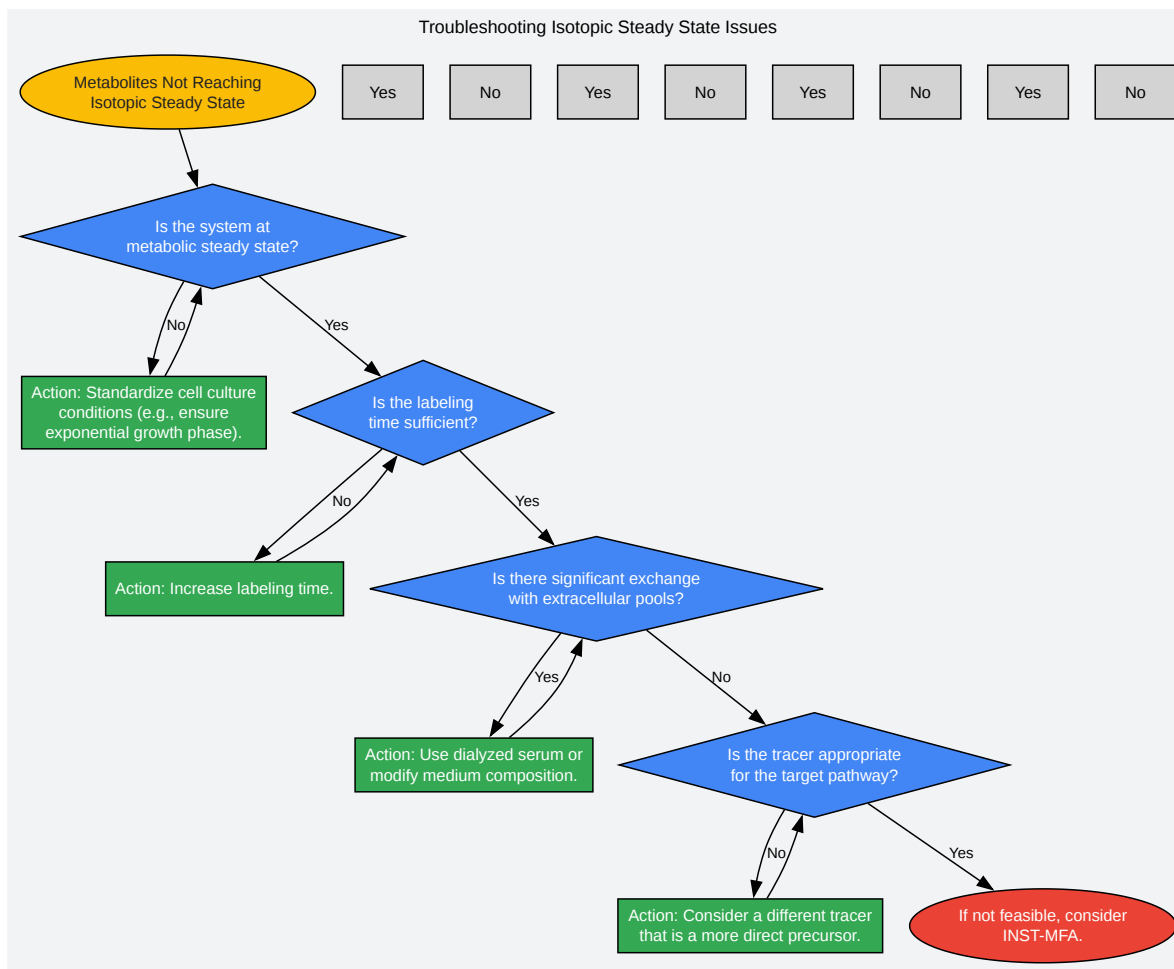 Troubleshooting Isotopic Steady State Issues
Metabolites Not Reaching
Isotopic Steady State
Yes
No
Yes
No
Yes
No
Yes
No
Is the system at
metabolic steady state?
No
Yes
Action: Standardize cell culture
conditions (e.g., ensure
exponential growth phase).
Is the labeling
time sufficient?
No
Yes
Action: Increase labeling time.
Is there significant exchange
with extracellular pools?
Yes
No
Action: Use dialyzed serum or
modify medium composition.
Is the tracer appropriate
for the target pathway?
No
Yes
Action: Consider a different tracer
that is a more direct precursor.
If not feasible, consider
INST-MFA.